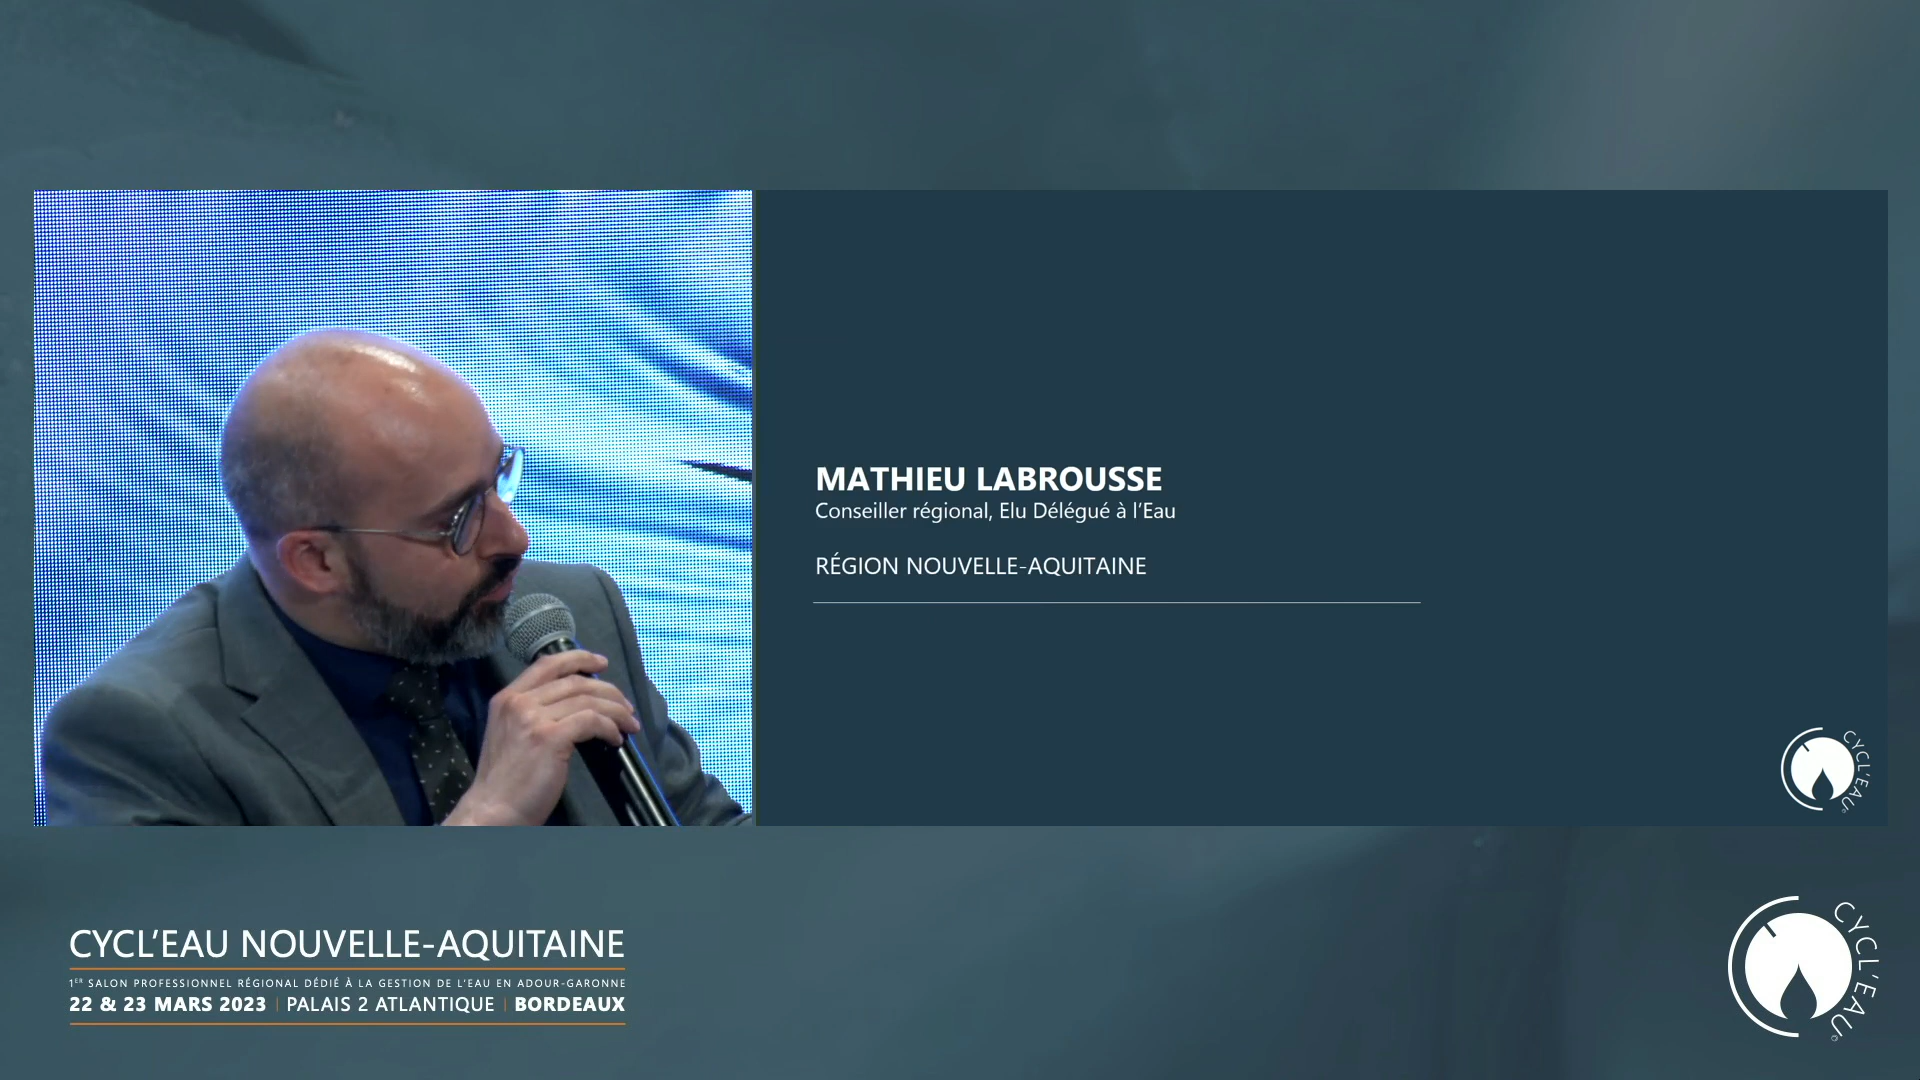 MATHIEU LABROUSSE
Conseiller régional, Elu Délégué à l'Eau
RÉGION NOUVELLE-AQUITAINE
CYCL'EAU
CYCL'EAU NOUVELLE-AQUITAINE
1ER SALON PROFESSIONNEL RÉGIONAL DÉDIÉ À LA GESTION DE L'EAU EN ADOUR-GARONNE
22 & 23 MARS 2023 | PALAIS 2 ATLANTIQUE | BORDEAUX
CYCL'EAU